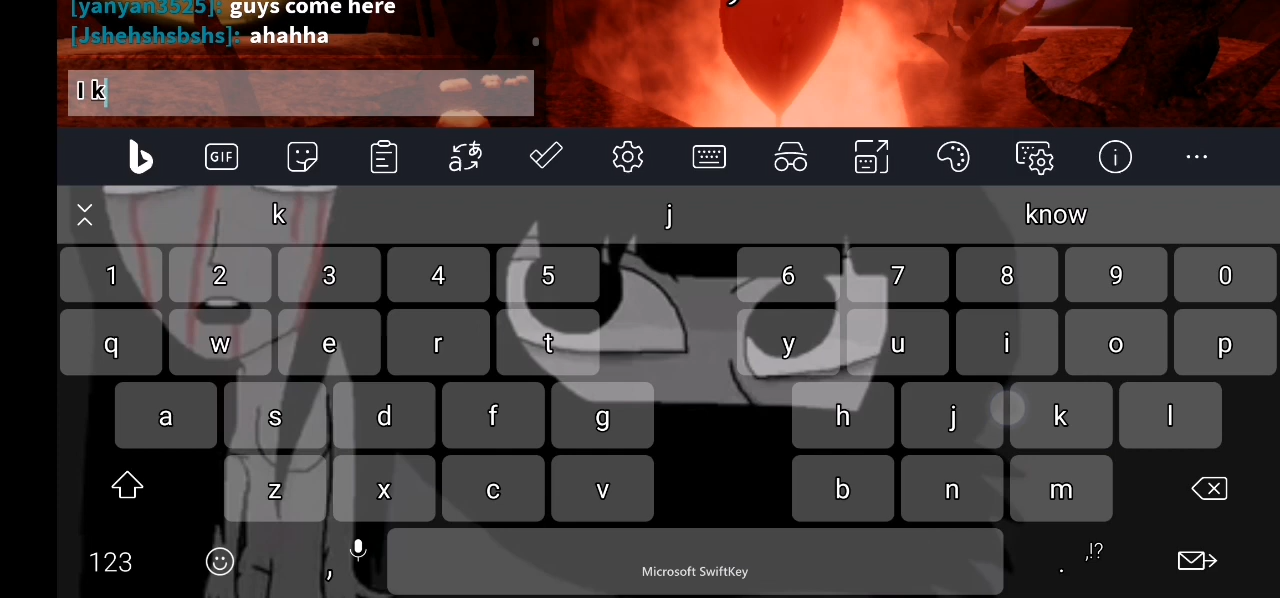 [yanyan3525]: guys come here
[Jshehshsbshs]: ahahha
I k
GIF
k j know
1 2 3 4 5 6 7 8 9 0
q w e r t y u i o p
a s d f g h j k l
z x c v b n m
123 , Microsoft SwiftKey . ,!?